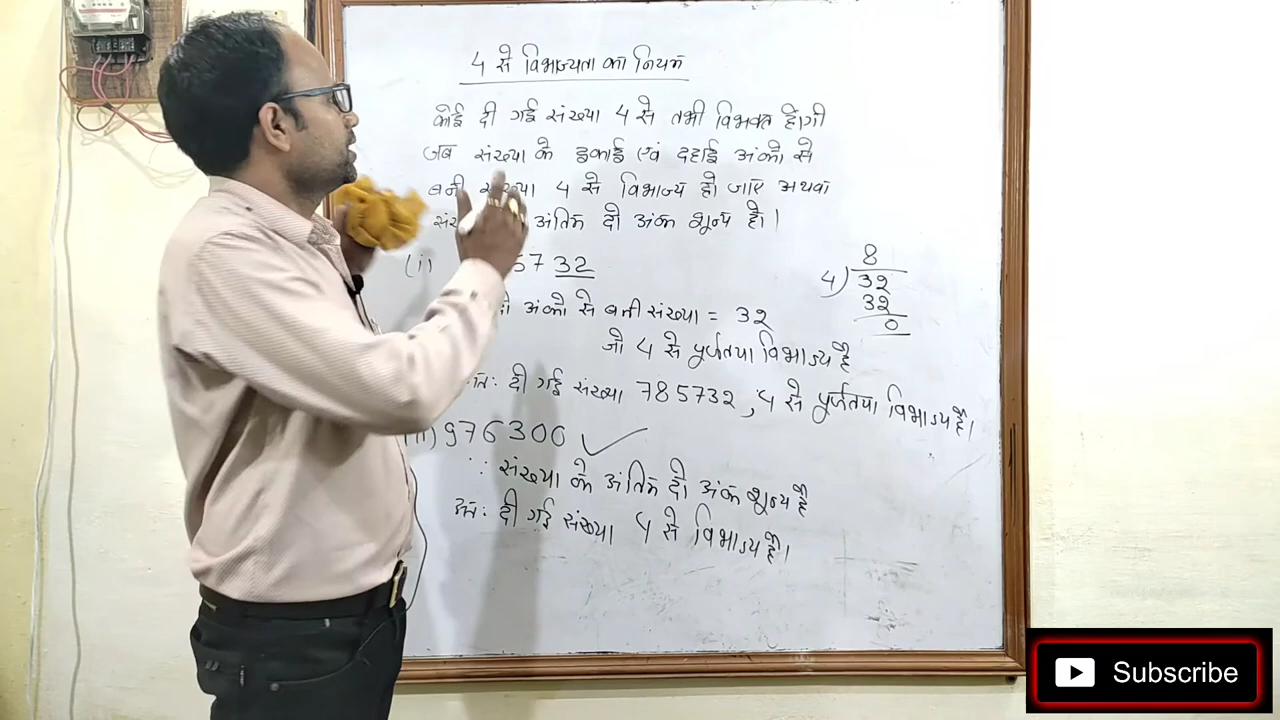 4 से विभाज्यता का नियम
कोई दी गई संख्या 4 से तभी विभक्त होगी
जब संख्या के इकाई एवं दहाई अंको से
बनी संख्या 4 से विभाज्य हो जाए अथवा
अंतिम दो अंक शून्य हो।
(i) 5732
अंको से बनी संख्या = 32
जो 4 से पूर्णतया विभाज्य है
8
4) 32
32
0
अतः दी गई संख्या 785732, 4 से पूर्णतया विभाज्य है।
(ii) 976300 ✓
∵ संख्या के अंतिम दो अंक शून्य है
अतः दी गई संख्या 4 से विभाज्य है।
Subscribe